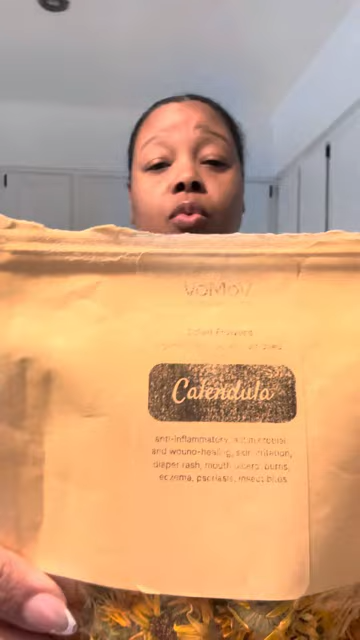 VoMoV
Calendula
anti-inflammatory, antimicrobial,
and wound-healing, skin irritation,
diaper rash, mouth ulcers, burns,
eczema, psoriasis, insect bites